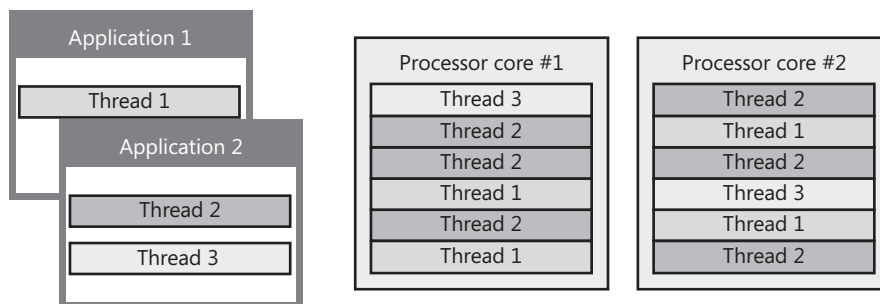 Application 1
Thread 1
Application 2
Thread 2
Thread 3
Processor core #1
Thread 3
Thread 2
Thread 2
Thread 1
Thread 2
Thread 1
Processor core #2
Thread 2
Thread 1
Thread 2
Thread 3
Thread 1
Thread 2